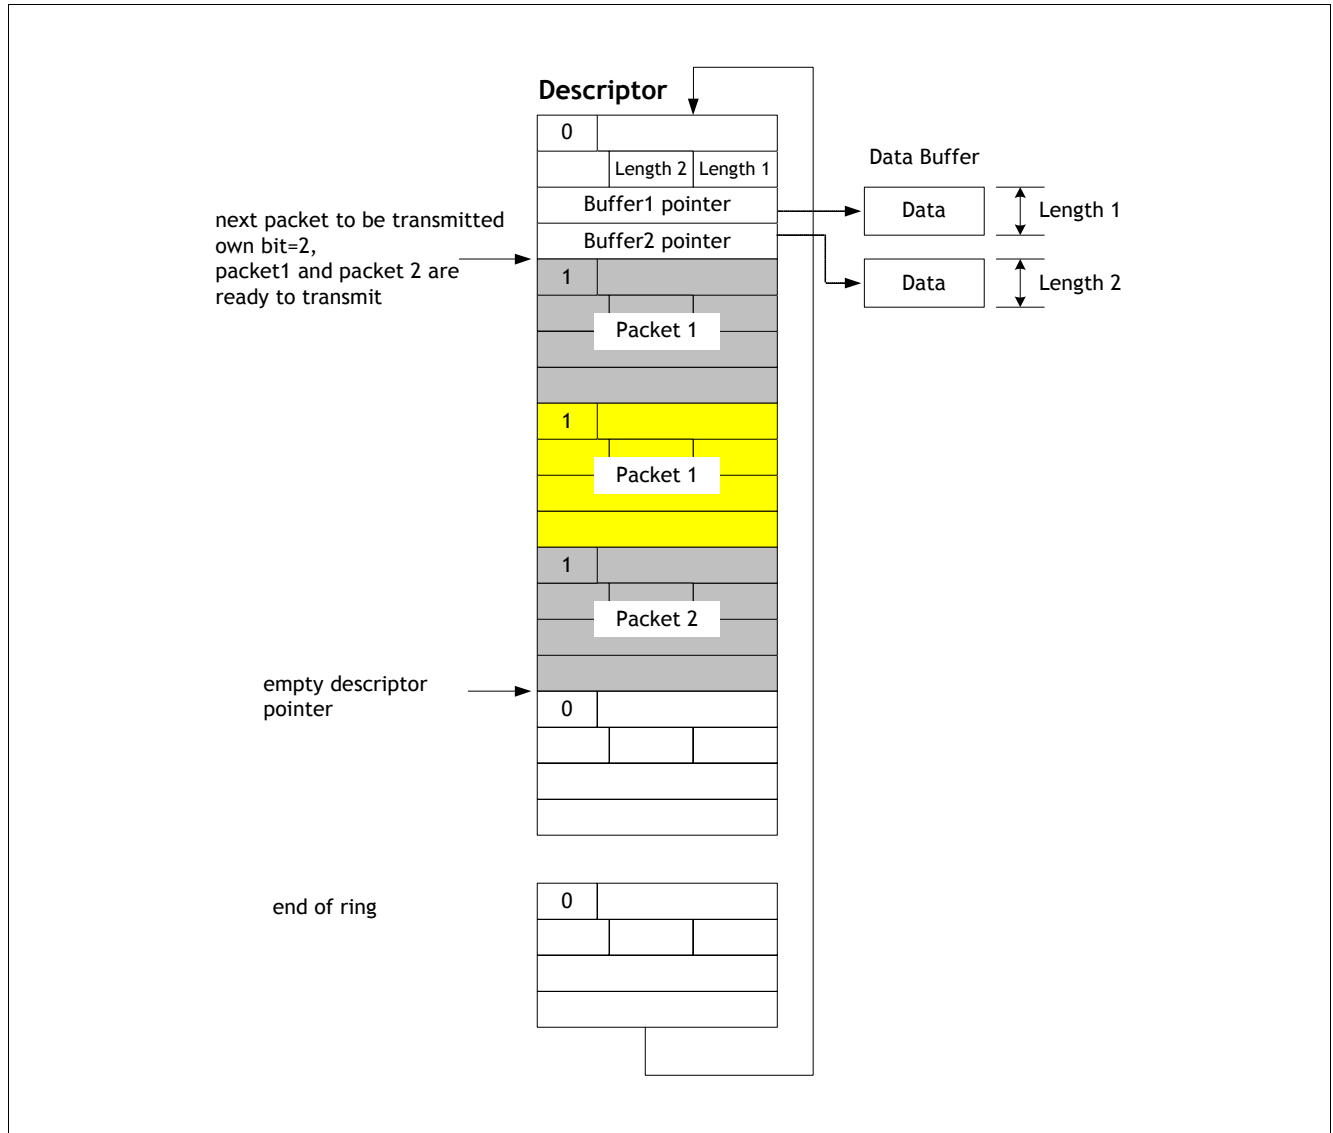 Descriptor
0
Length 2 Length 1
Buffer1 pointer
Buffer2 pointer
Data Buffer
Data
Length 1
Data
Length 2
next packet to be transmitted
own bit=2,
packet1 and packet 2 are
ready to transmit
1
Packet 1
1
Packet 1
1
Packet 2
empty descriptor
pointer
0
end of ring
0